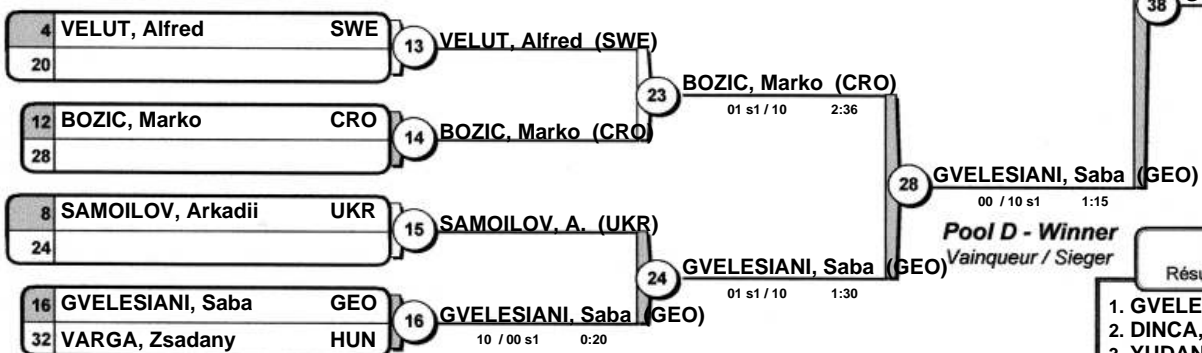 38
4 VELUT, Alfred SWE
20
13 VELUT, Alfred (SWE)
23 BOZIC, Marko (CRO)
01 s1 / 10 2:36
12 BOZIC, Marko CRO
28
14 BOZIC, Marko (CRO)
28 GVELESIANI, Saba (GEO)
00 / 10 s1 1:15
8 SAMOILOV, Arkadii UKR
24
15 SAMOILOV, A. (UKR)
Pool D - Winner
Vainqueur / Sieger
24 GVELESIANI, Saba (GEO)
01 s1 / 10 1:30
16 GVELESIANI, Saba GEO
32 VARGA, Zsadany HUN
16 GVELESIANI, Saba (GEO)
10 / 00 s1 0:20
Résu
1. GVELE
2. DINCA,